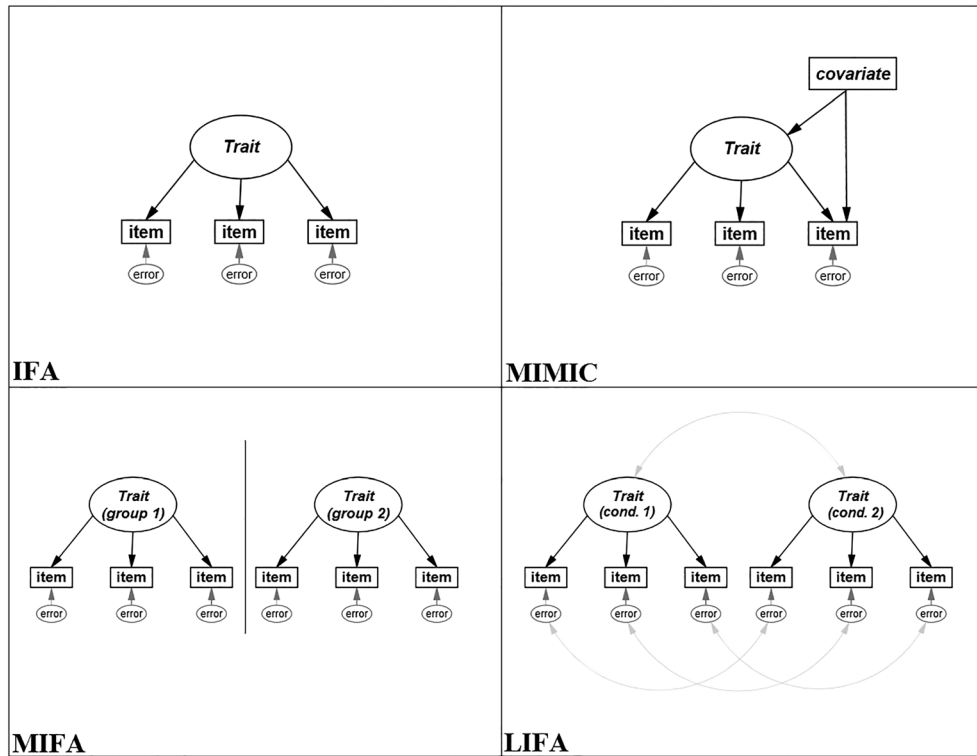 Trait
item item item
error error error
IFA
covariate
Trait
item item item
error error error
MIMIC
Trait
(group 1)
Trait
(group 2)
item item item item item item
error error error error error error
MIFA
Trait
(cond. 1)
Trait
(cond. 2)
item item item item item item
error error error error error error
LIFA